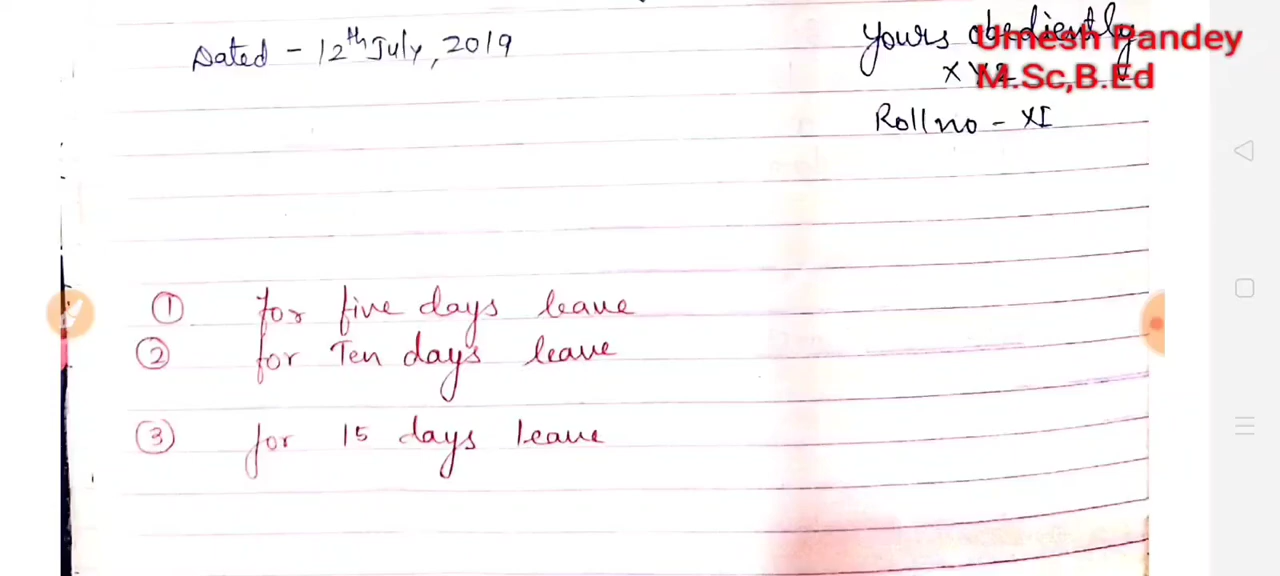 Dated - 12th July, 2019
Yours obediently
Umesh Pandey
XYZ
M.Sc,B.Ed
Roll no - XI
① for five days leave
② for Ten days leave
③ for 15 days leave